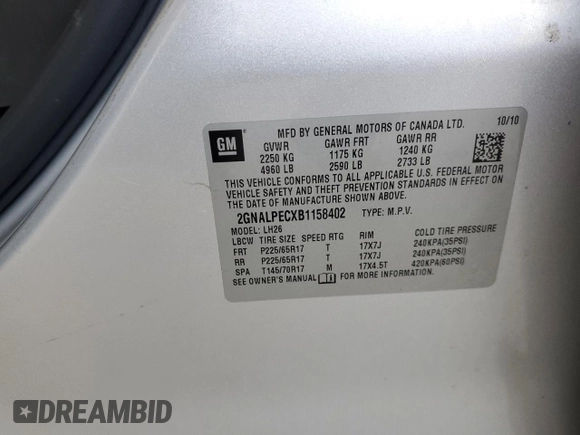 MFD BY GENERAL MOTORS OF CANADA LTD. 10/10
GM
GVWR GAWR FRT GAWR RR
2250 KG 1175 KG 1240 KG
4960 LB 2590 LB 2733 LB
THIS VEHICLE CONFORMS TO ALL APPLICABLE U.S. FEDERAL MOTOR
VEHICLE SAFETY AND THEFT PREVENTION STANDARDS IN EFFECT ON
THE DATE OF MANUFACTURE SHOWN ABOVE.
2GNALPECXB1158402 TYPE: M.P.V.
MODEL: LH26
LBCW TIRE SIZE SPEED RTG RIM COLD TIRE PRESSURE
FRT P225/65R17 T 17X7J 240KPA(35PSI)
RR P225/65R17 T 17X7J 240KPA(35PSI)
SPA T145/70R17 M 17X4.5T 420KPA(60PSI)
SEE OWNER'S MANUAL FOR MORE INFORMATION.
DREAMBID